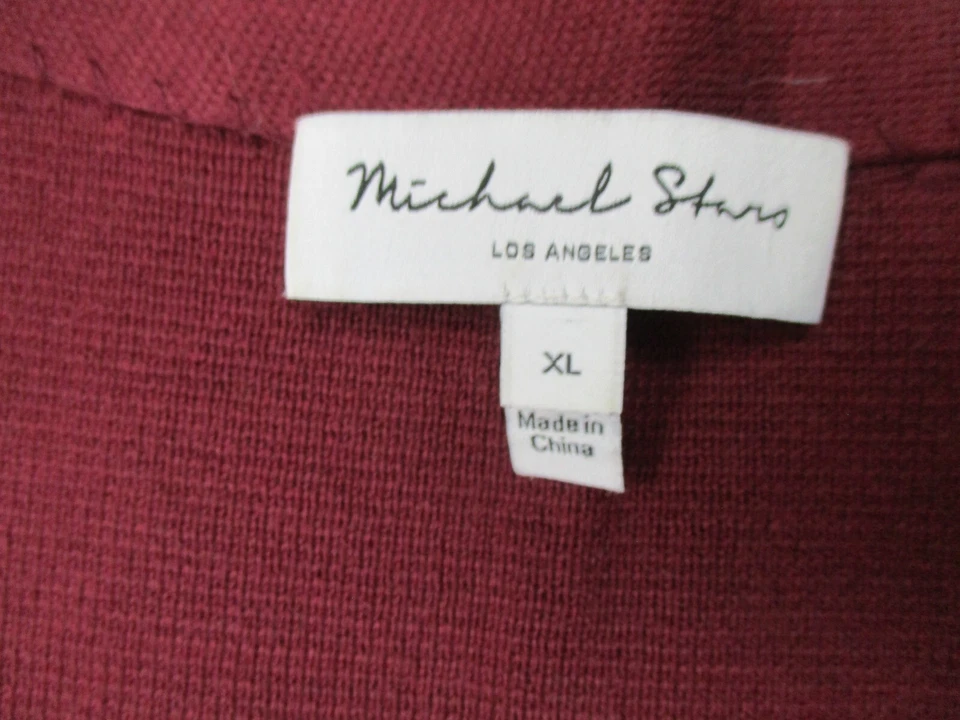 Michael Stars
LOS ANGELES
XL
Made in
China